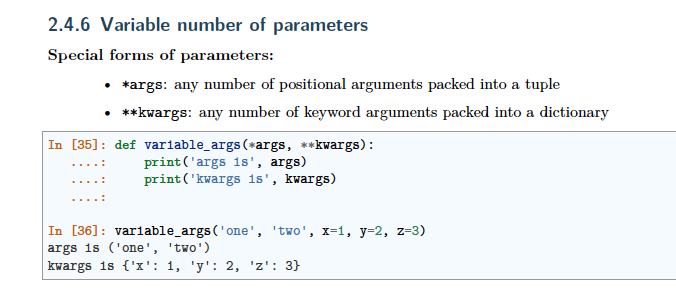 2.4.6 Variable number of parameters
Special forms of parameters:
• *args: any number of positional arguments packed into a tuple
• **kwargs: any number of keyword arguments packed into a dictionary
In [35]: def variable_args(*args, **kwargs):
....:     print('args is', args)
....:     print('kwargs is', kwargs)
....:
In [36]: variable_args('one', 'two', x=1, y=2, z=3)
args is ('one', 'two')
kwargs is {'x': 1, 'y': 2, 'z': 3}